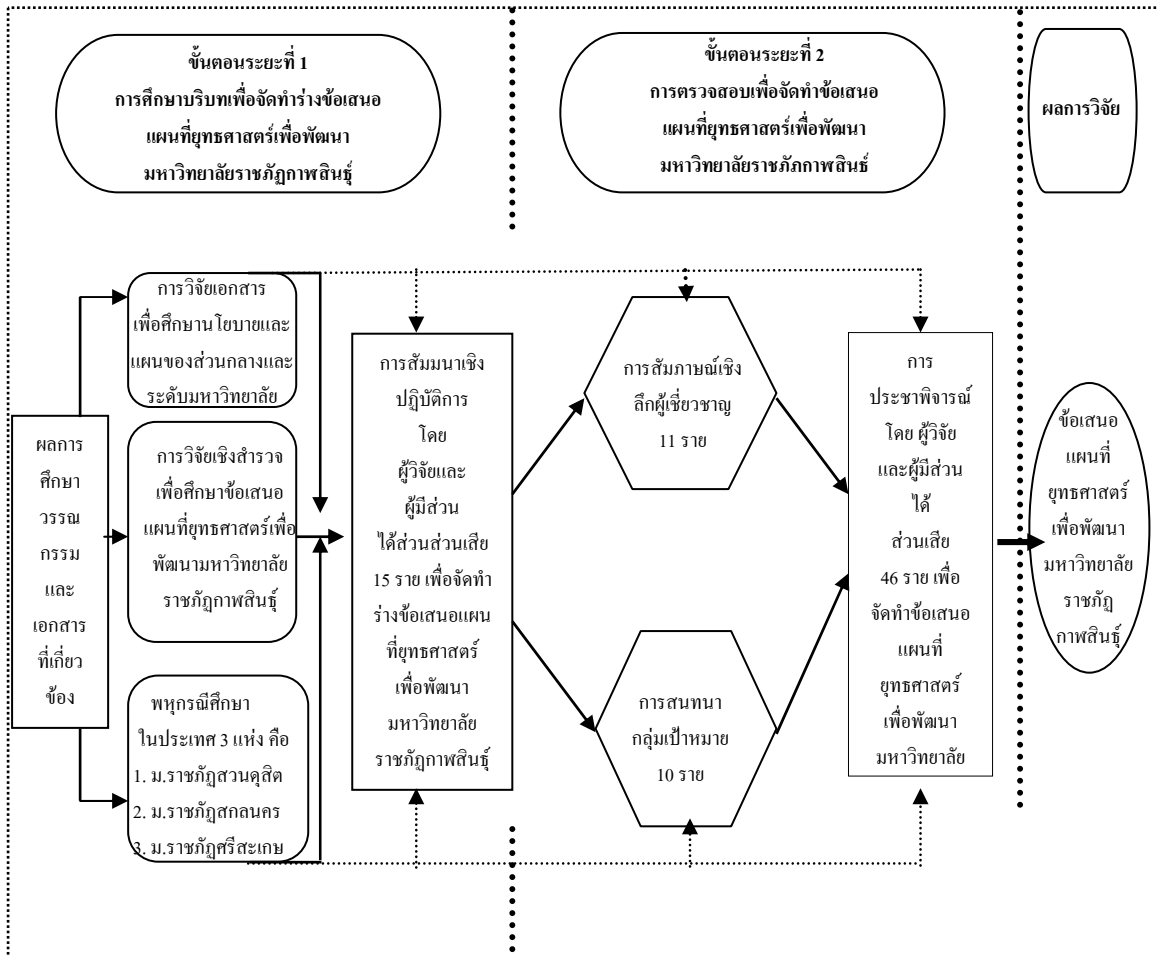 ขั้นตอนระยะที่ 1
การศึกษาบริบทเพื่อจัดทำร่างข้อเสนอ
แผนที่ยุทธศาสตร์เพื่อพัฒนา
มหาวิทยาลัยราชภัฏกาฬสินธุ์
ขั้นตอนระยะที่ 2
การตรวจสอบเพื่อจัดทำข้อเสนอ
แผนที่ยุทธศาสตร์เพื่อพัฒนา
มหาวิทยาลัยราชภัภกาฬสินธ์
ผลการวิจัย
ผลการ
ศึกษา
วรรณ
กรรม
และ
เอกสาร
ที่เกี่ยว
ข้อง
การวิจัยเอกสาร
เพื่อศึกษานโยบายและ
แผนของส่วนกลางและ
ระดับมหาวิทยาลัย
การวิจัยเชิงสำรวจ
เพื่อศึกษาข้อเสนอ
แผนที่ยุทธศาสตร์เพื่อ
พัฒนามหาวิทยาลัย
ราชภัฏกาฬสินธุ์
พหุกรณีศึกษา
ในประเทศ 3 แห่ง คือ
1. ม.ราชภัฏสวนดุสิต
2. ม.ราชภัฏสกลนคร
3. ม.ราชภัฏศรีสะเกษ
การสัมมนาเชิง
ปฏิบัติการ
โดย
ผู้วิจัยและ
ผู้มีส่วน
ได้ส่วนส่วนเสีย
15 ราย เพื่อจัดทำ
ร่างข้อเสนอแผน
ที่ยุทธศาสตร์
เพื่อพัฒนา
มหาวิทยาลัย
ราชภัฏกาฬสินธุ์
การสัมภาษณ์เชิง
ลึกผู้เชี่ยวชาญ
11 ราย
การสนทนา
กลุ่มเป้าหมาย
10 ราย
การ
ประชาพิจารณ์
โดย ผู้วิจัย
และผู้มีส่วน
ได้
ส่วนเสีย
46 ราย เพื่อ
จัดทำข้อเสนอ
แผนที่
ยุทธศาสตร์
เพื่อพัฒนา
มหาวิทยาลัย
ข้อเสนอ
แผนที่
ยุทธศาสตร์
เพื่อพัฒนา
มหาวิทยาลัย
ราชภัฏ
กาฬสินธุ์